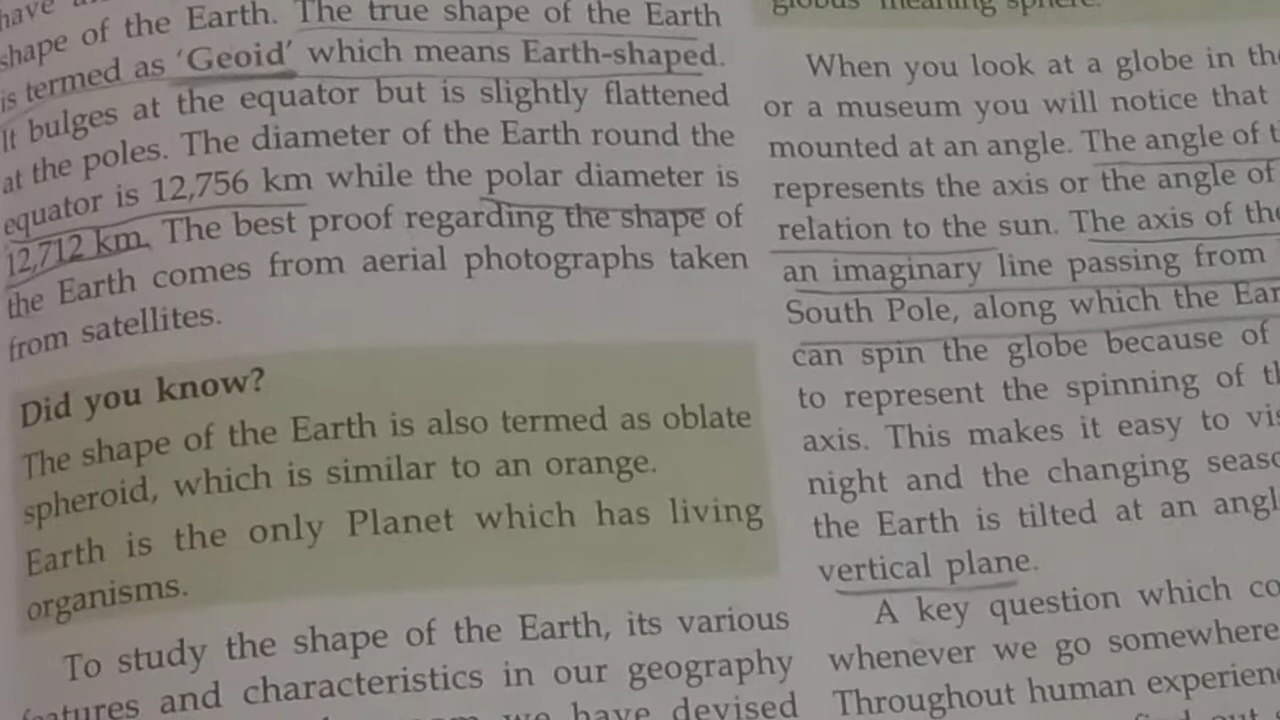 have
shape of the Earth. The true shape of the Earth
is termed as 'Geoid' which means Earth-shaped.
It bulges at the equator but is slightly flattened
at the poles. The diameter of the Earth round the
equator is 12,756 km while the polar diameter is
12,712 km. The best proof regarding the shape of
the Earth comes from aerial photographs taken
from satellites.
Did you know?
The shape of the Earth is also termed as oblate
spheroid, which is similar to an orange.
Earth is the only Planet which has living
organisms.
To study the shape of the Earth, its various
features and characteristics in our geography
we have devised
globus' meaning sphere.
When you look at a globe in
or a museum you will notice that
mounted at an angle. The angle of
represents the axis or the angle of
relation to the sun. The axis of
an imaginary line passing from
South Pole, along which the
can spin the globe because of
to represent the spinning of
axis. This makes it easy to
night and the changing
the Earth is tilted at an
vertical plane.
A key question which
whenever we go somewhere
Throughout human